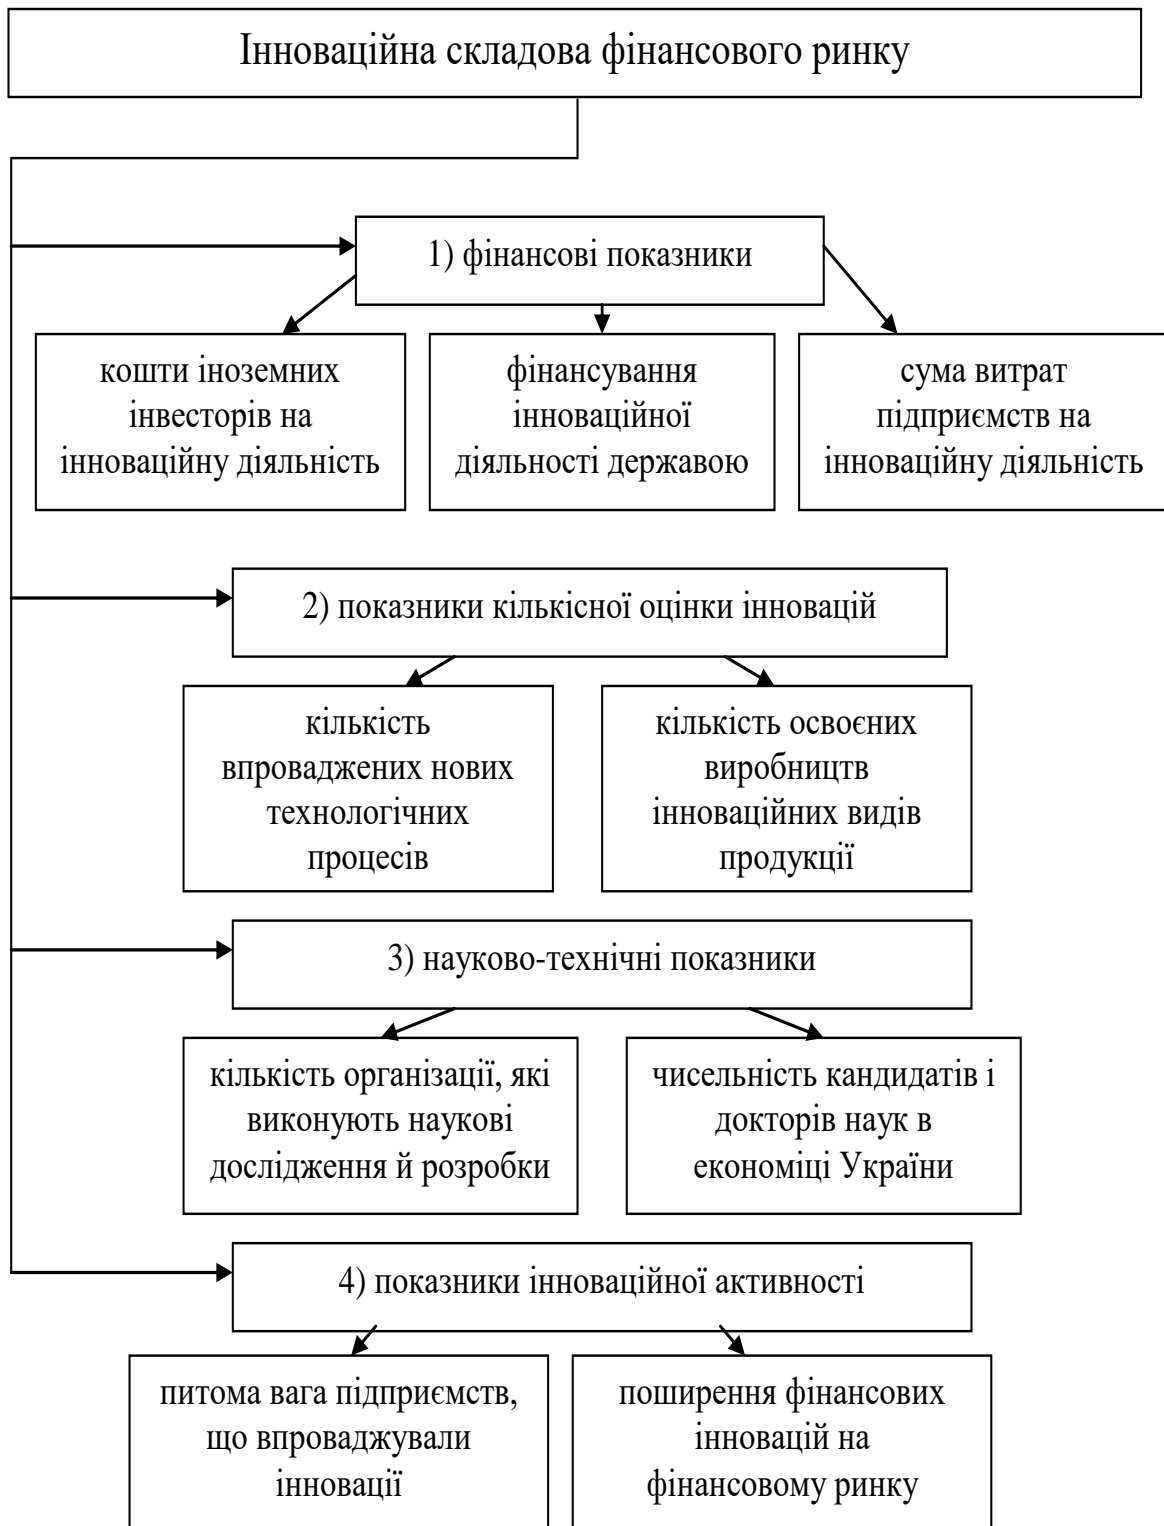 Інноваційна складова фінансового ринку
1) фінансові показники
кошти іноземних
інвесторів на
інноваційну діяльність
фінансування
інноваційної
діяльності державою
сума витрат
підприємств на
інноваційну діяльність
2) показники кількісної оцінки інновацій
кількість
впроваджених нових
технологічних
процесів
кількість освоєних
виробництв
інноваційних видів
продукції
3) науково-технічні показники
кількість організації, які
виконують наукові
дослідження й розробки
чисельність кандидатів і
докторів наук в
економіці України
4) показники інноваційної активності
питома вага підприємств,
що впроваджували
інновації
поширення фінансових
інновацій на
фінансовому ринку